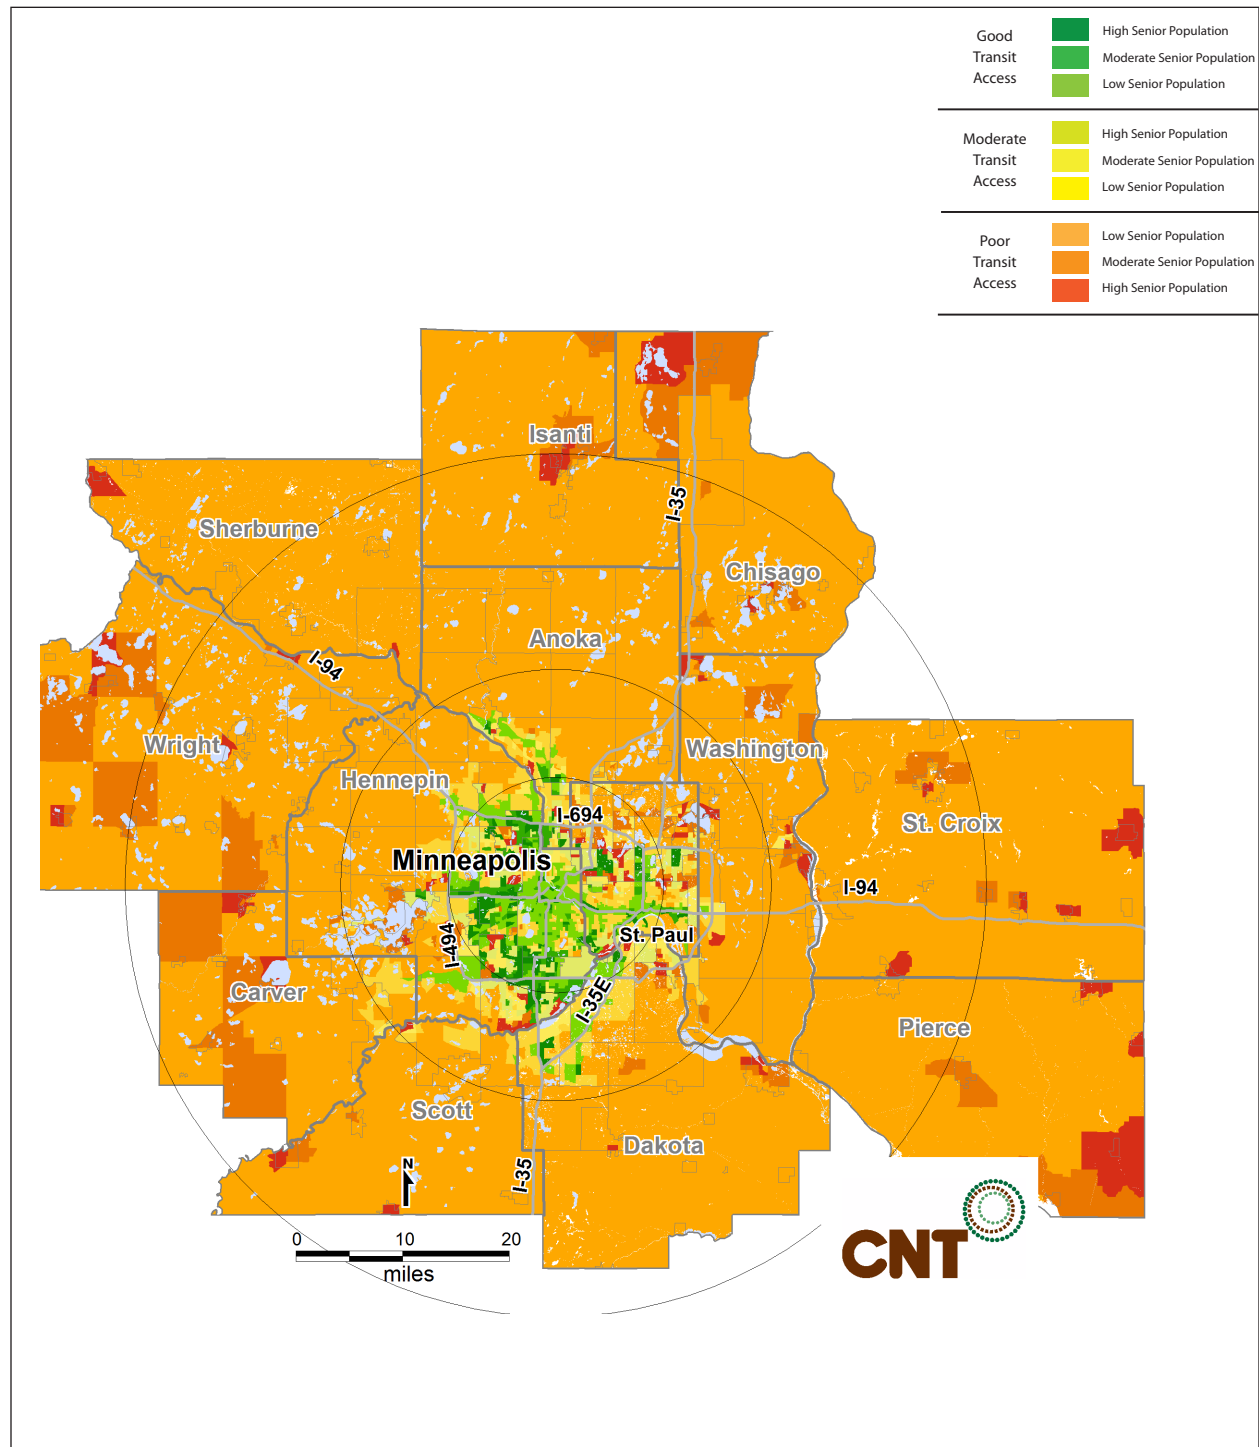 Good
Transit
Access
High Senior Population
Moderate Senior Population
Low Senior Population
Moderate
Transit
Access
High Senior Population
Moderate Senior Population
Low Senior Population
Poor
Transit
Access
Low Senior Population
Moderate Senior Population
High Senior Population
Isanti
I-35
Sherburne
Chisago
Anoka
I-94
Wright
Washington
Hennepin
I-694
St. Croix
Minneapolis
I-94
I-494
St. Paul
Carver
I-35E
Pierce
Scott
Dakota
N
I-35
0 10 20
miles
CNT